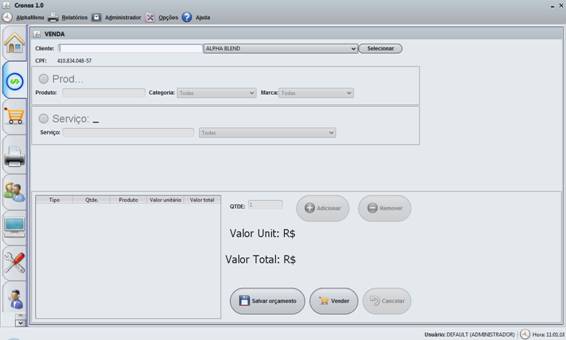 Cronos 1.0
AlphaMenu Relatórios Administrador Opções Ajuda
VENDA
Cliente: ALPHA BLEND Selecionar
CPF: 410.834.048-57
Prod...
Produto: Categoria: Todas Marca: Todas
Serviço: _
Serviço: Todas
Tipo Qtde. Produto Valor unitário Valor total
QTDE: 1 Adicionar Remover
Valor Unit: R$
Valor Total: R$
Salvar orçamento Vender Cancelar
Usuário: DEFAULT (ADMINISTRADOR) Hora: 11:01:18